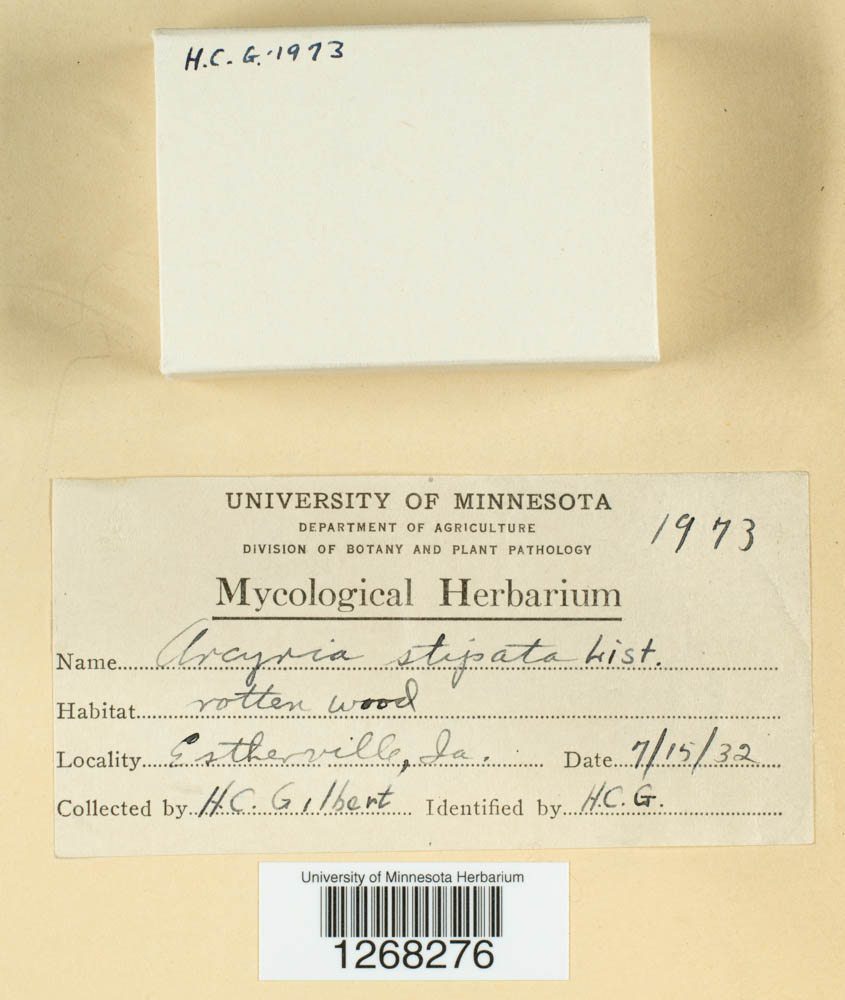 H.C.G. 1973
UNIVERSITY OF MINNESOTA
DEPARTMENT OF AGRICULTURE
DIVISION OF BOTANY AND PLANT PATHOLOGY
1973
Mycological Herbarium
Name Arcyria stipata List.
Habitat rotten wood
Locality Estherville, Ia. Date 7/15/32
Collected by H.C. Gilbert Identified by H.C.G.
University of Minnesota Herbarium
1268276